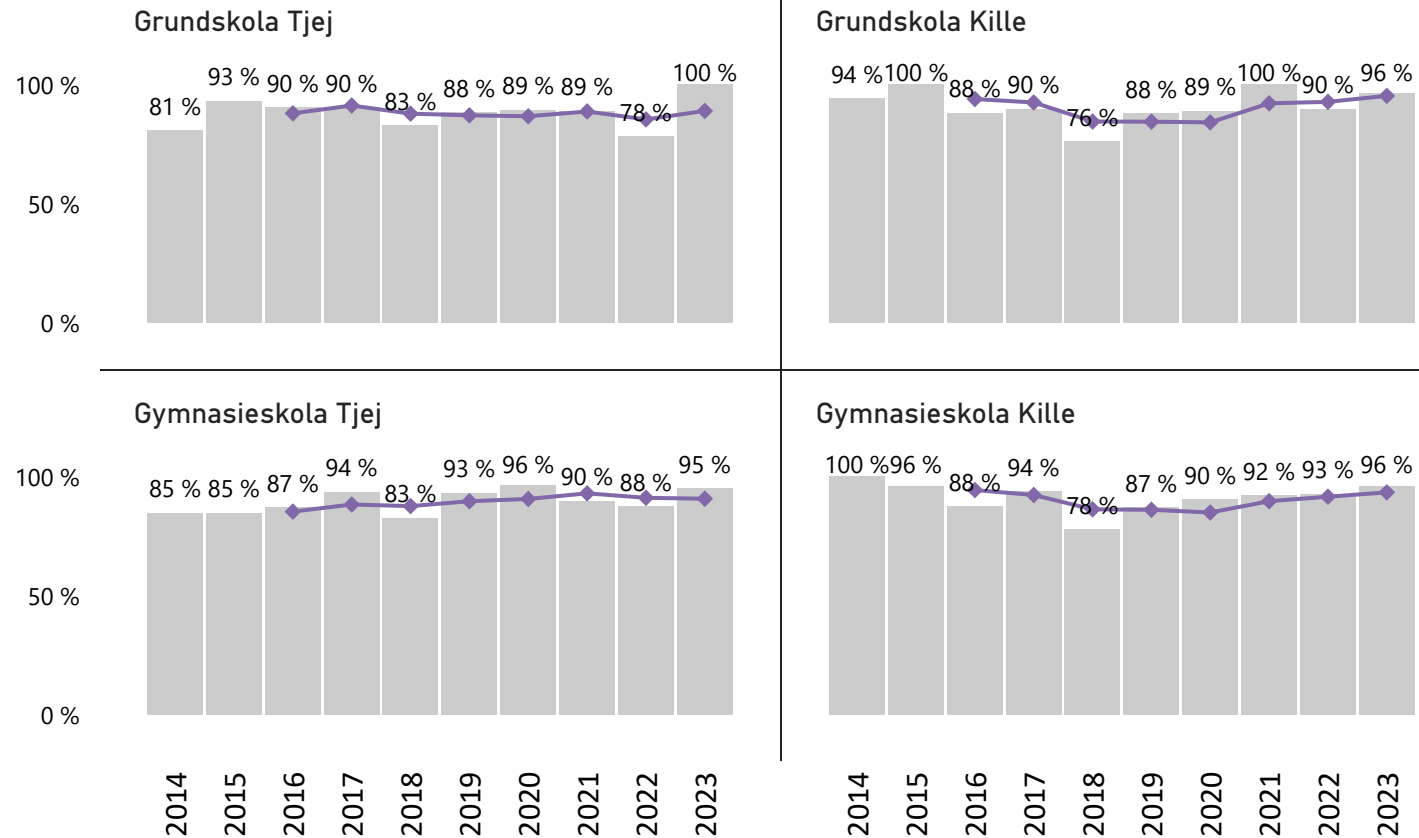 Grundskola Tjej
100 %
50 %
0 %
81 % 93 % 90 % 90 % 83 % 88 % 89 % 89 % 78 % 100 %
Grundskola Kille
94 % 100 % 88 % 90 % 76 % 88 % 89 % 100 % 90 % 96 %
Gymnasieskola Tjej
100 %
50 %
0 %
85 % 85 % 87 % 94 % 83 % 93 % 96 % 90 % 88 % 95 %
Gymnasieskola Kille
100 % 96 % 88 % 94 % 78 % 87 % 90 % 92 % 93 % 96 %
2014 2015 2016 2017 2018 2019 2020 2021 2022 2023
2014 2015 2016 2017 2018 2019 2020 2021 2022 2023